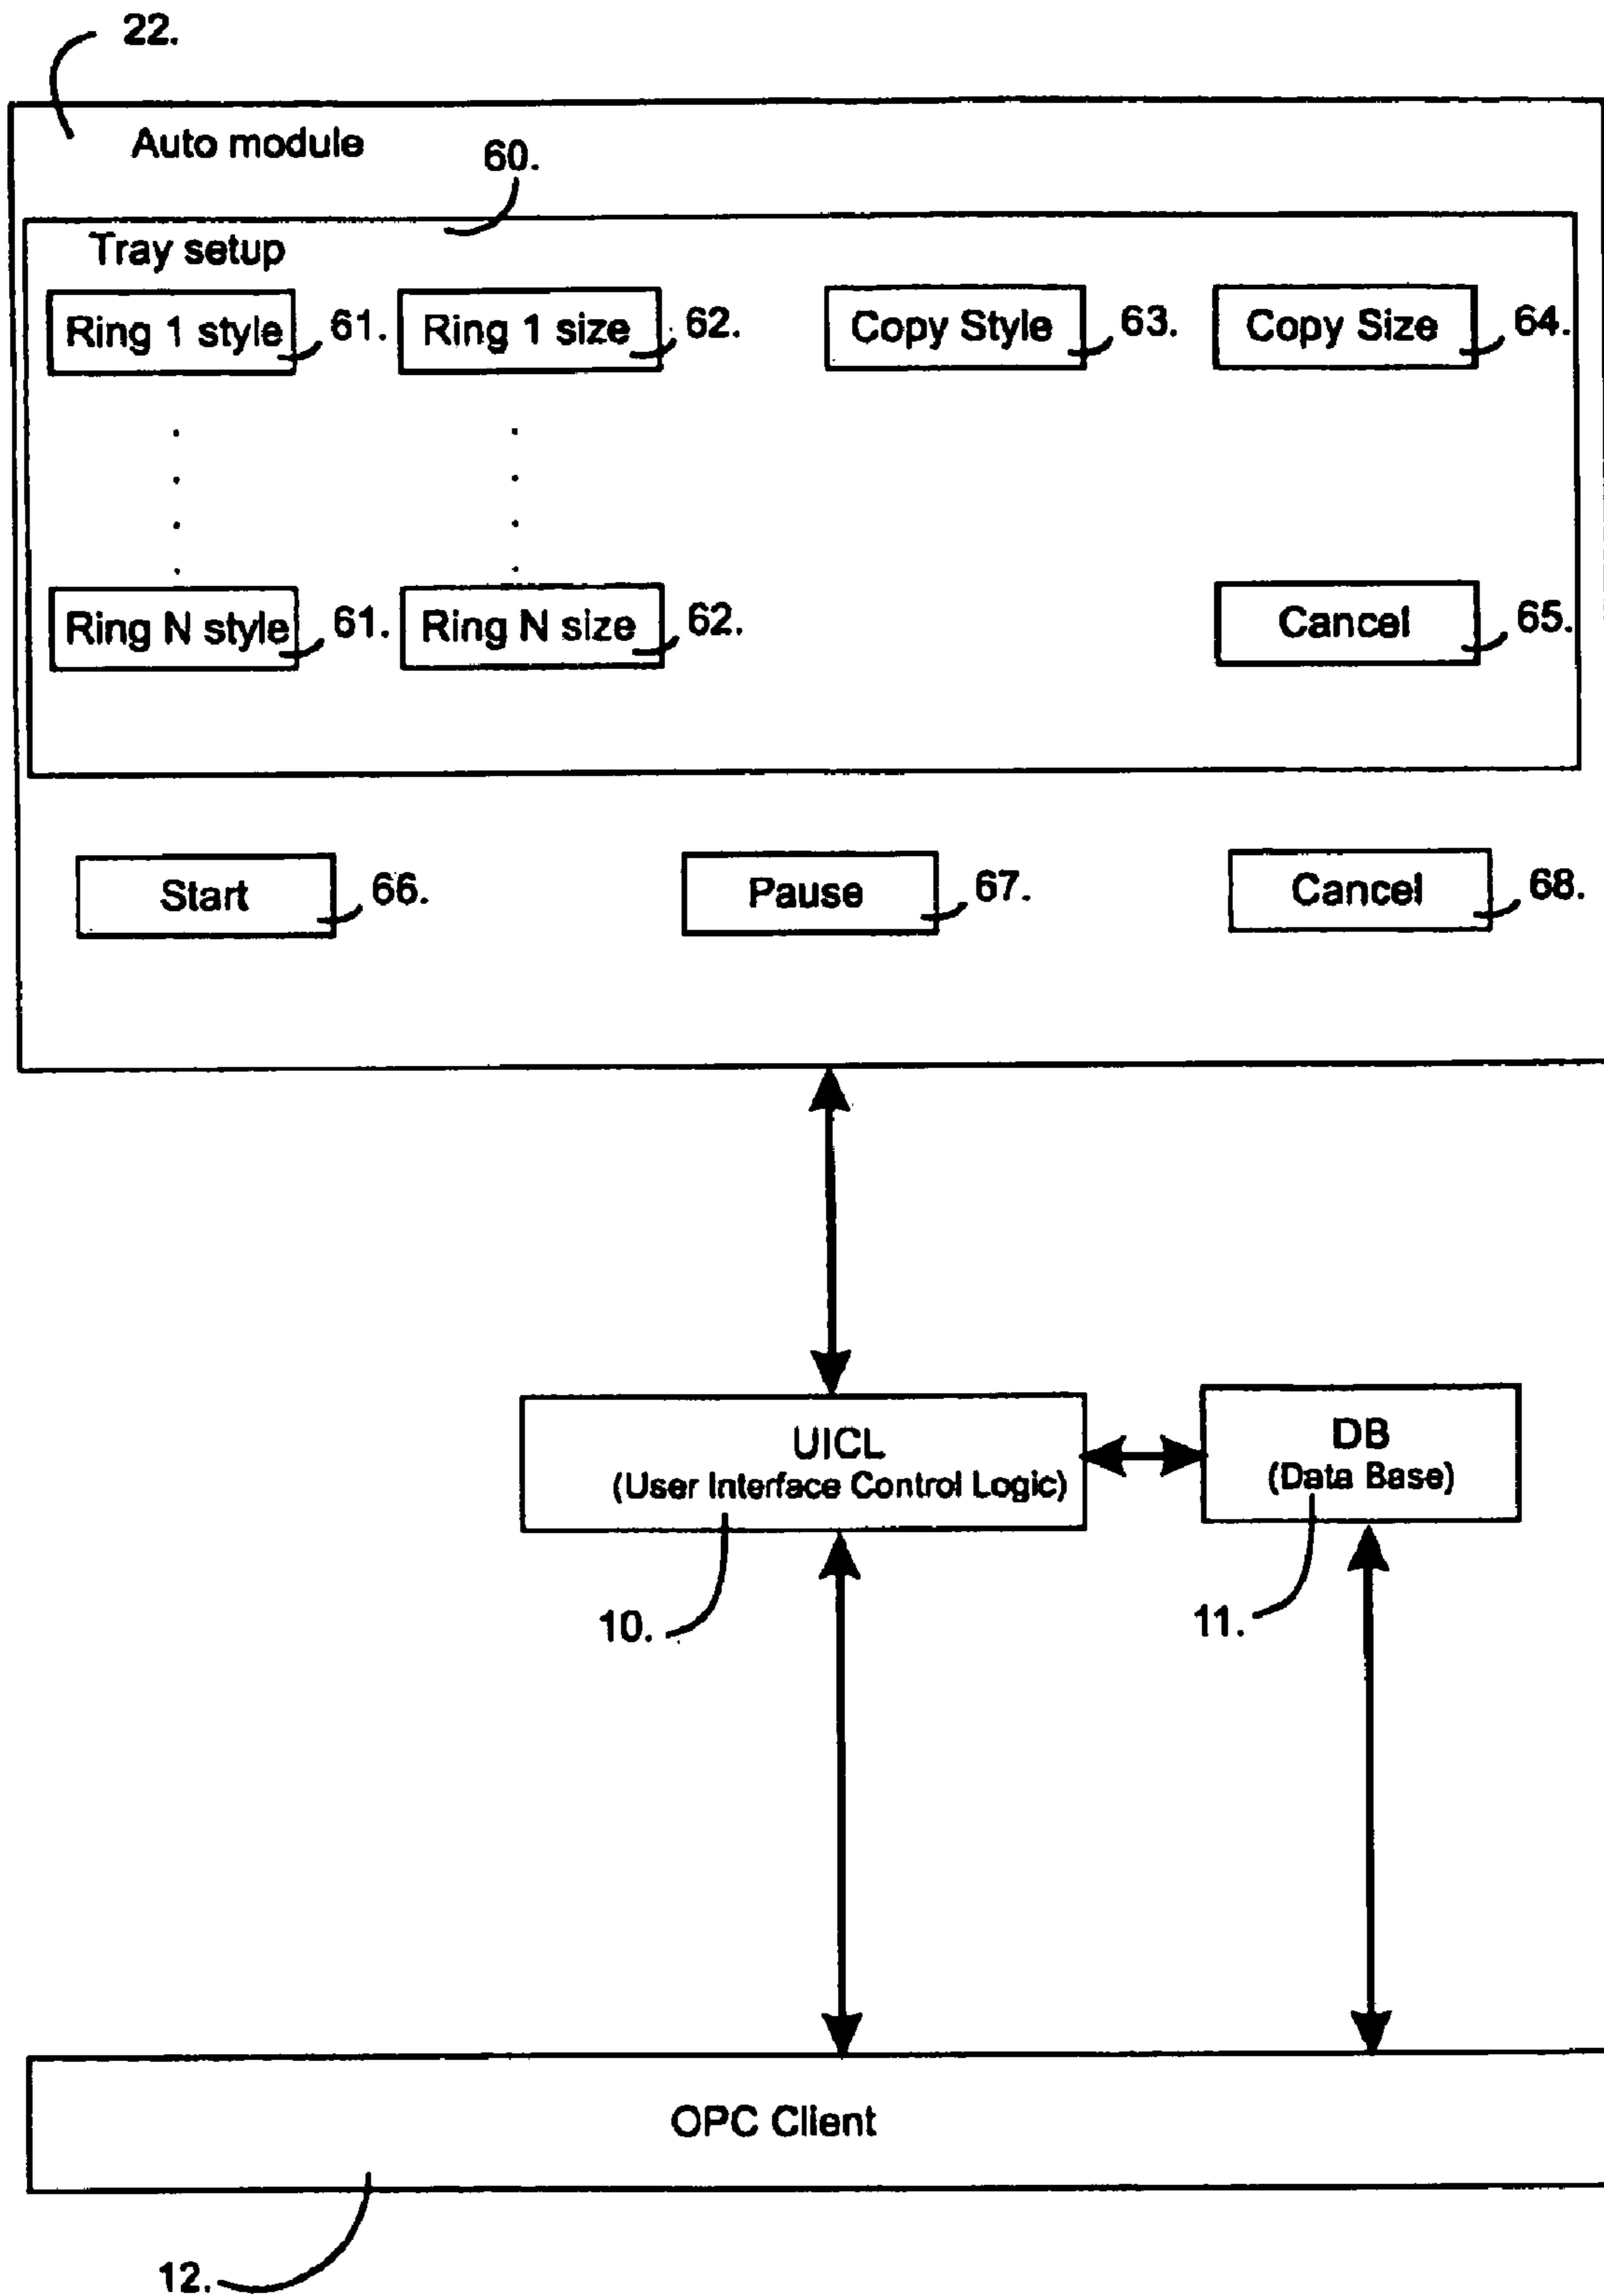 22.
Auto module
60.
Tray setup
Ring 1 style 61. Ring 1 size 62. Copy Style 63. Copy Size 64.
Ring N style 61. Ring N size 62. Cancel 65.
Start 66. Pause 67. Cancel 68.
UICL
(User Interface Control Logic)
DB
(Data Base)
10.
11.
OPC Client
12.